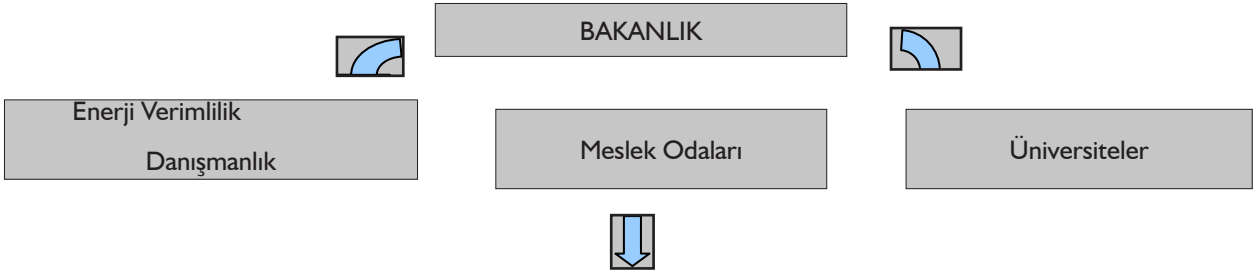 BAKANLIK
Enerji Verimlilik
Danışmanlık
Meslek Odaları
Üniversiteler